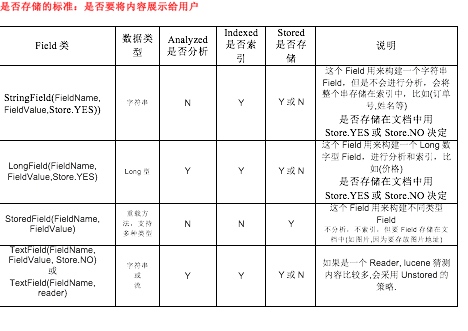 是否存储的标准：是否要将内容展示给用户
Field 类
数据类
型
Analyzed
是否分析
Indexed
是否索
引
Stored
是否存
储
说明
StringField(FieldName,
FieldValue,Store.YES))
字符串
N
Y
Y 或 N
这个 Field 用来构建一个字符串
Field，但是不会进行分析，会将
整个串存储在索引中，比如(订单
号,姓名等)
是否存储在文档中用
Store.YES 或 Store.NO 决定
LongField(FieldName,
FieldValue,Store.YES)
Long 型
Y
Y
Y 或 N
这个 Field 用来构建一个 Long 数
字型 Field，进行分析和索引，比
如(价格)
是否存储在文档中用
Store.YES 或 Store.NO 决定
StoredField(FieldName,
FieldValue)
重载方
法，支持
多种类型
N
N
Y
这个 Field 用来构建不同类型
Field
不分析，不索引，但要 Field 存储在文
档中(如图片,因为要存放图片地址)
TextField(FieldName,
FieldValue, Store.NO)
或
TextField(FieldName,
reader)
字符串
或
流
Y
Y
Y 或 N
如果是一个 Reader, lucene 猜测
内容比较多,会采用 Unstored 的
策略.